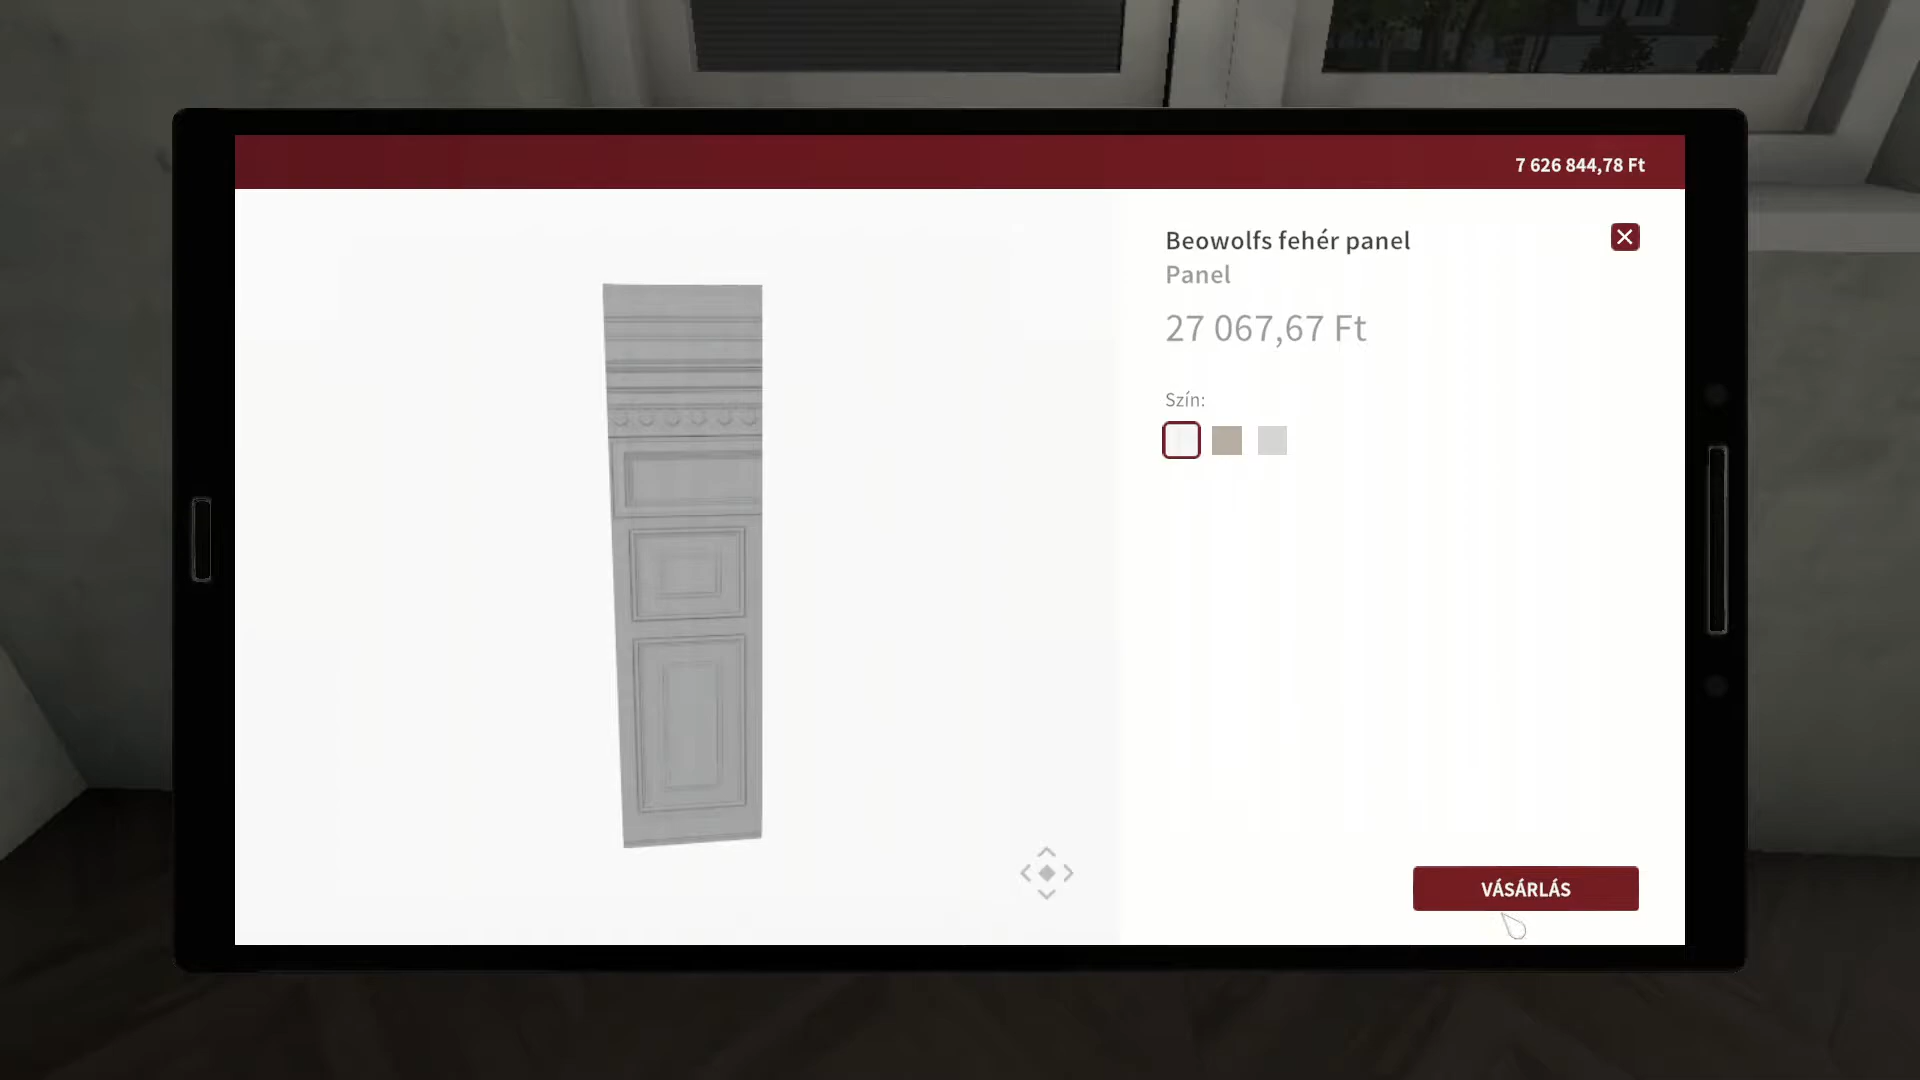 7 626 844,78 Ft
Beowolfs fehér panel
Panel
27 067,67 Ft
Szín:
VÁSÁRLÁS